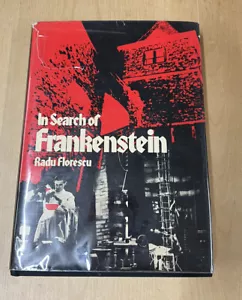 In Search of
Frankenstein
Radu Florescu